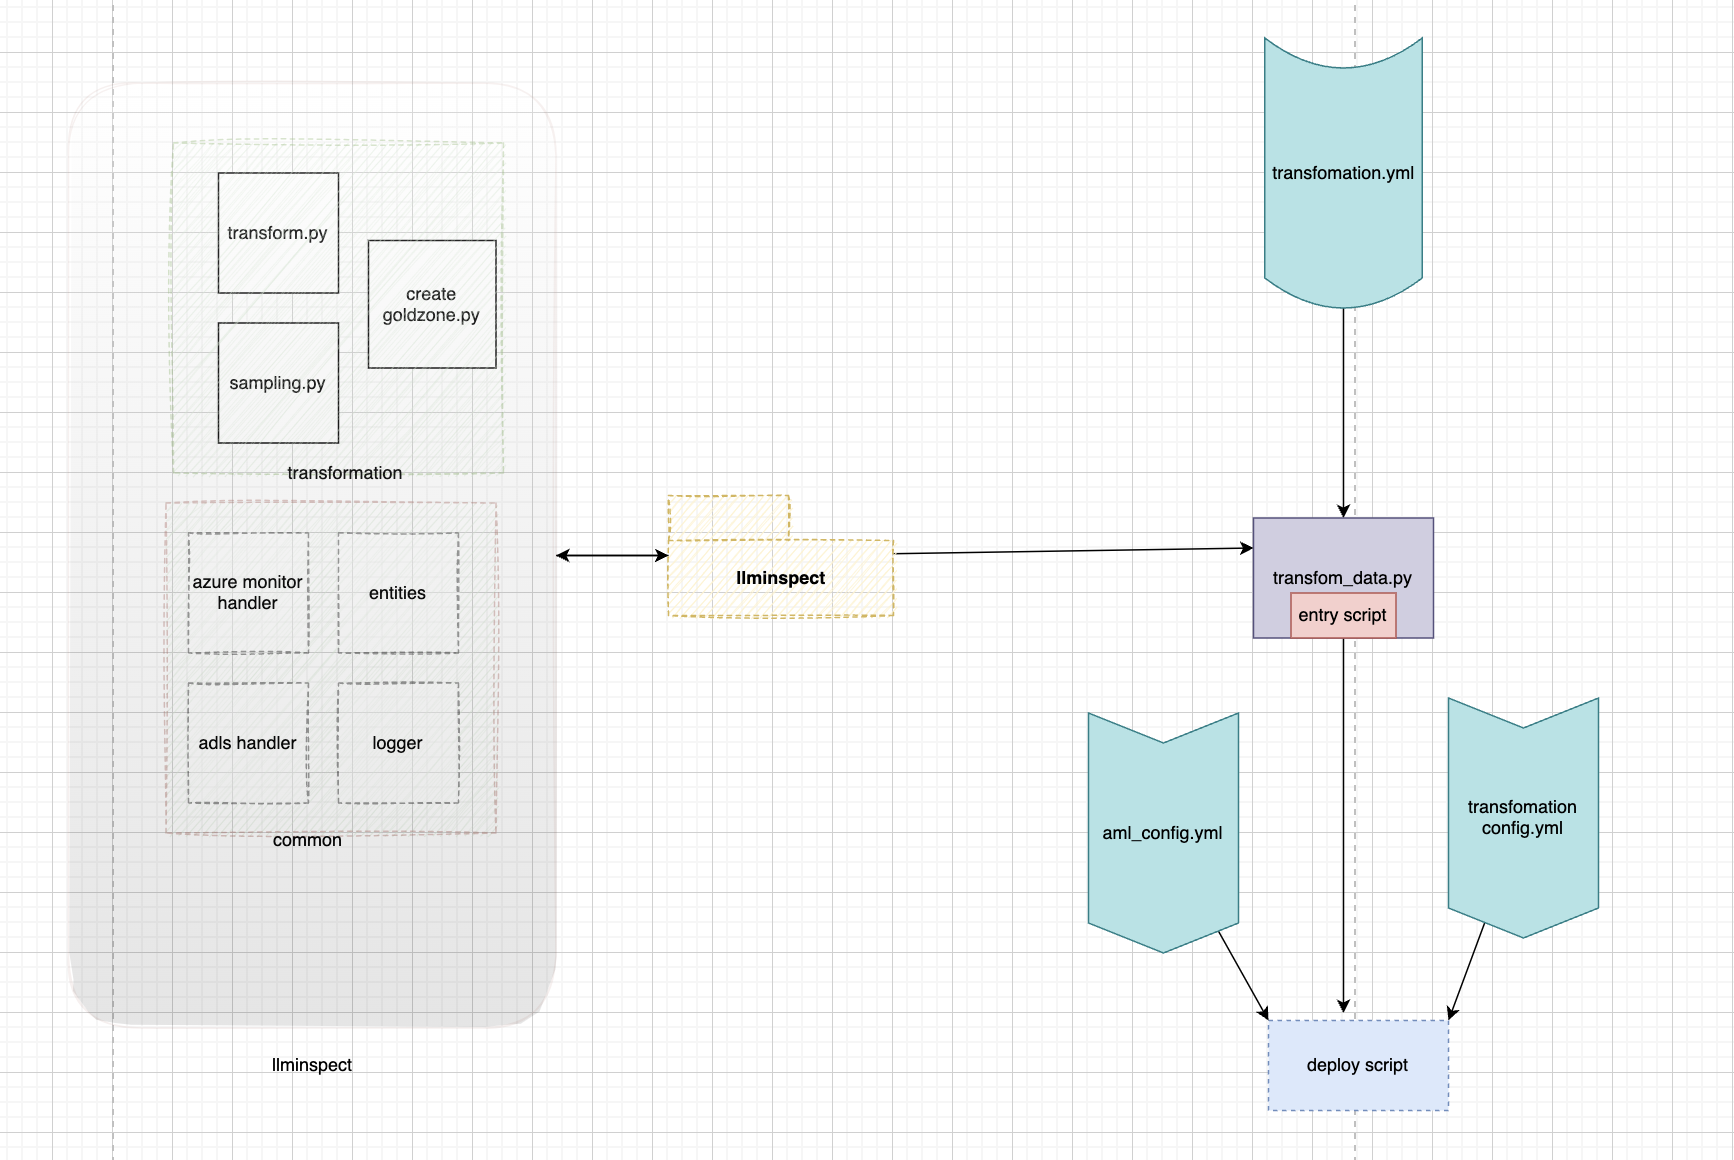 transfomation.yml
transform.py
create
goldzone.py
sampling.py
transformation
azure monitor
handler
entities
llminspect
transfom_data.py
entry script
adls handler
logger
common
aml_config.yml
transfomation
config.yml
llminspect
deploy script